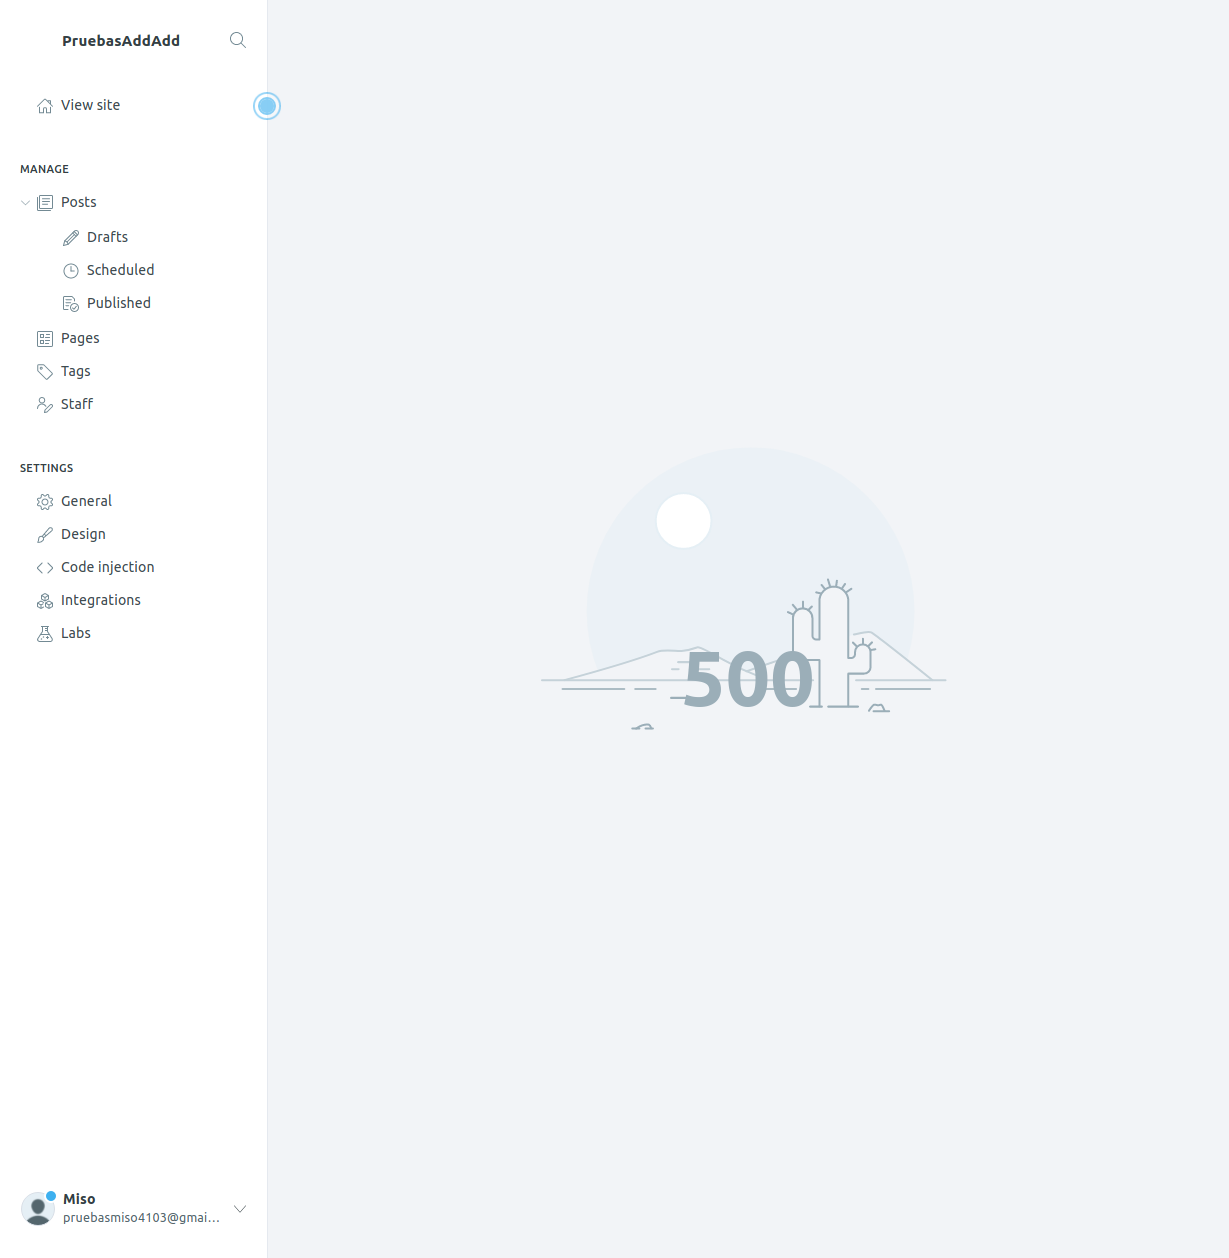 PruebasAddAdd
View site
MANAGE
Posts
Drafts
Scheduled
Published
Pages
Tags
Staff
SETTINGS
General
Design
Code injection
Integrations
Labs
500
Miso
pruebasmiso4103@gmai...